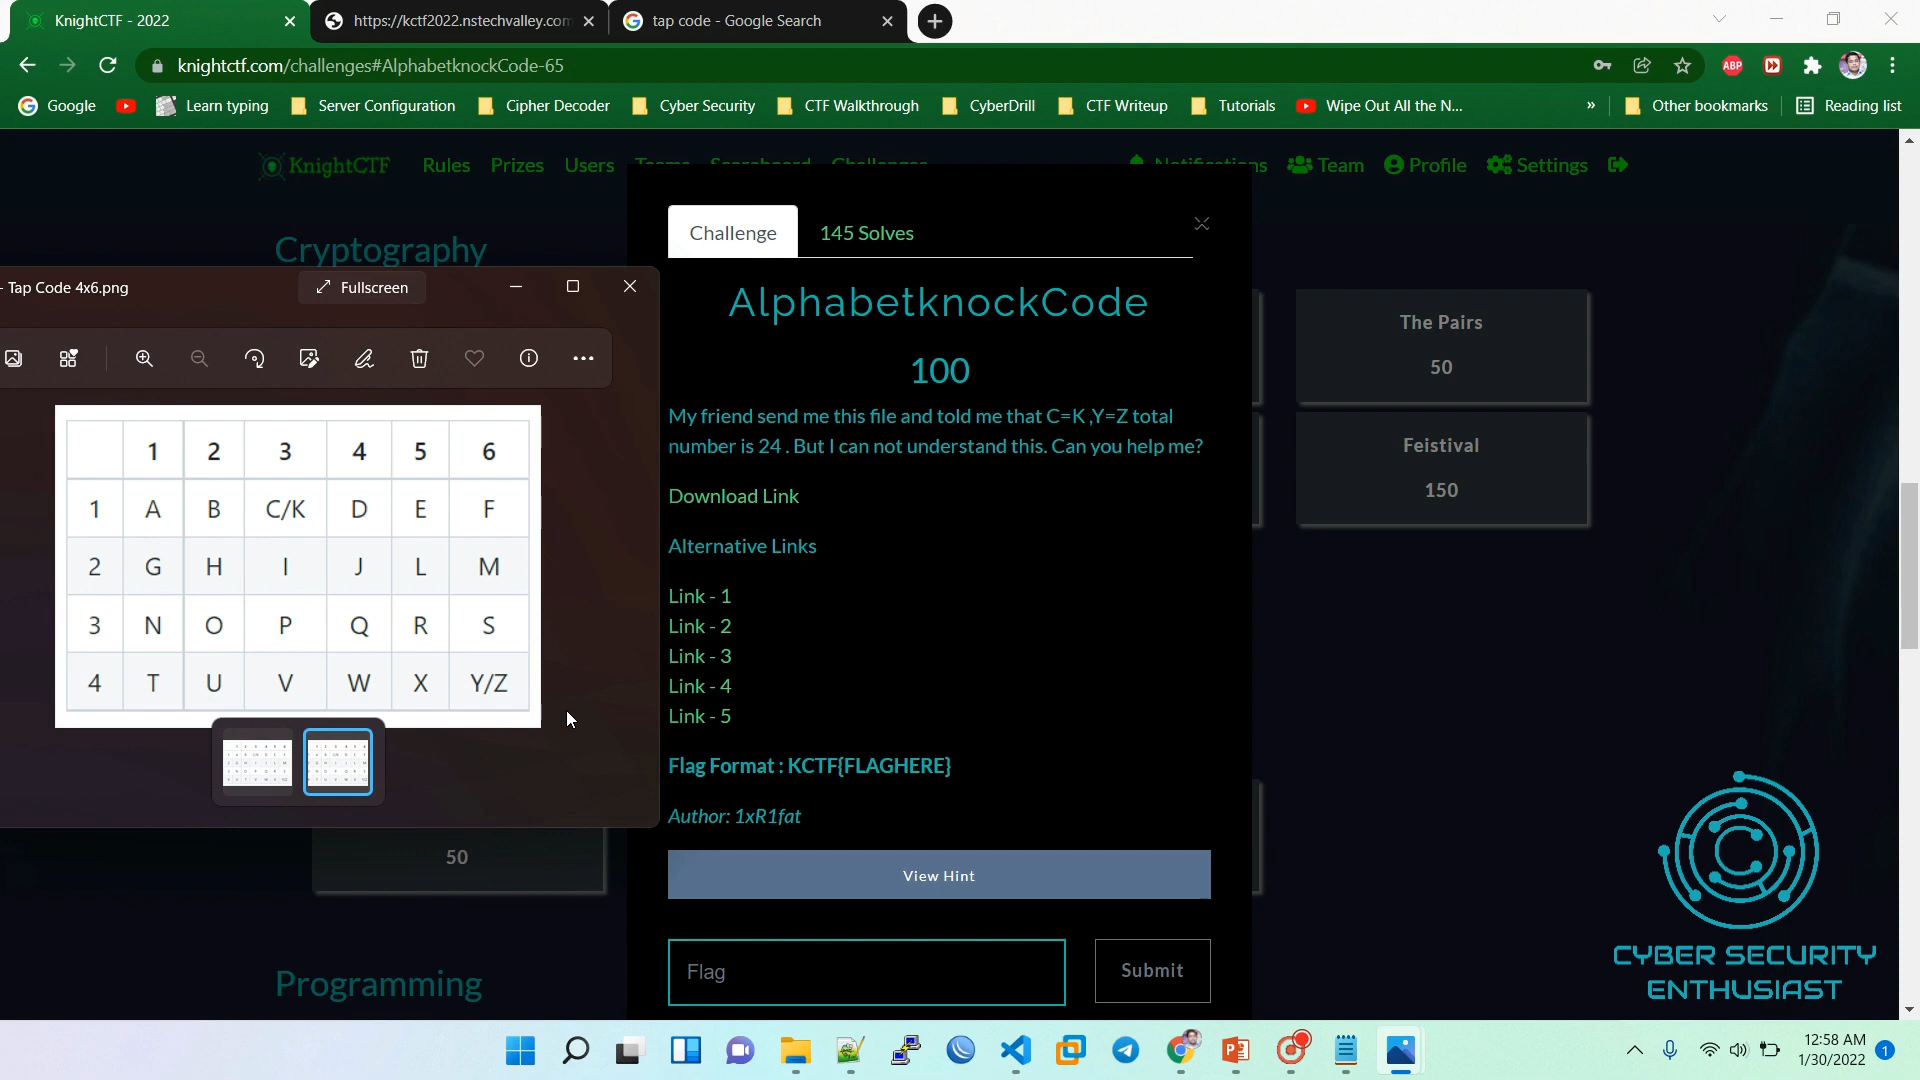 KnightCTF - 2022
https://kctf2022.nstechvalley.com
tap code - Google Search
knightctf.com/challenges#AlphabetknockCode-65
ABP
Google
Learn typing
Server Configuration
Cipher Decoder
Cyber Security
CTF Walkthrough
CyberDrill
CTF Writeup
Tutorials
Wipe Out All the N...
»
Other bookmarks
Reading list
KnightCTF
Rules
Prizes
Users
Teams
Scoreboard
Challenges
Notifications
Team
Profile
Settings
Cryptography
Challenge
145 Solves
- Tap Code 4x6.png
Fullscreen
1 2 3 4 5 6
1 A B C/K D E F
2 G H I J L M
3 N O P Q R S
4 T U V W X Y/Z
AlphabetknockCode
100
My friend send me this file and told me that C=K ,Y=Z total
number is 24 . But I can not understand this. Can you help me?
Download Link
Alternative Links
Link - 1
Link - 2
Link - 3
Link - 4
Link - 5
Flag Format : KCTF{FLAGHERE}
Author: 1xR1fat
View Hint
Flag
Submit
The Pairs
50
Feistival
150
50
Programming
CYBER SECURITY
ENTHUSIAST
12:58 AM
1/30/2022
1